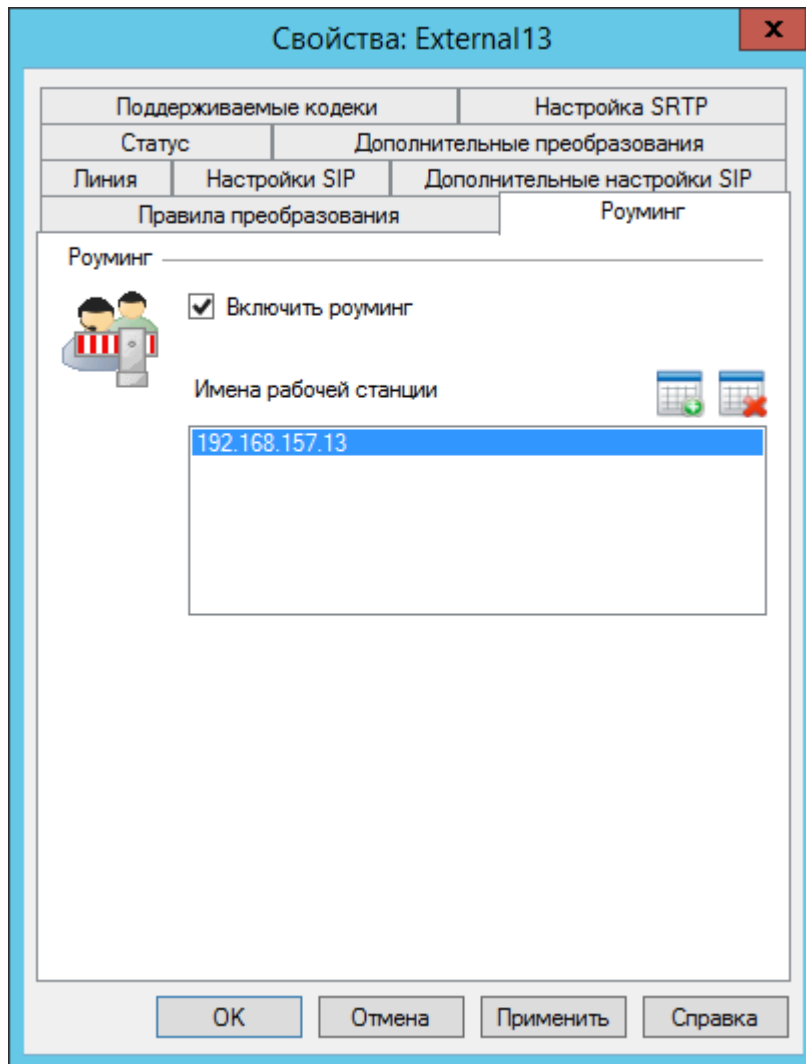 Свойства: External13
x
Поддерживаемые кодеки Настройка SRTP
Статус Дополнительные преобразования
Линия Настройки SIP Дополнительные настройки SIP
Правила преобразования Роуминг
Роуминг
Включить роуминг
Имена рабочей станции
192.168.157.13
OK Отмена Применить Справка